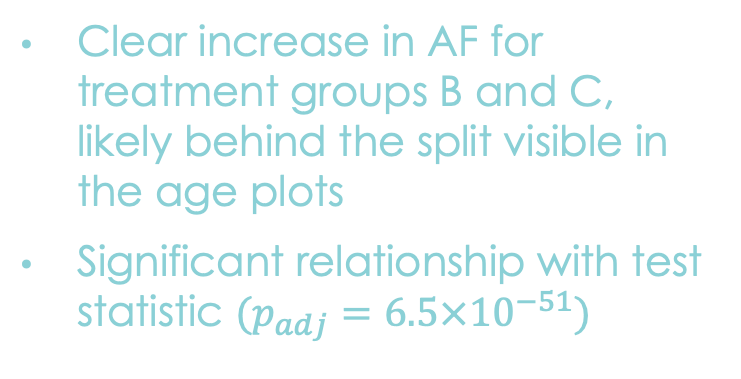 • Clear increase in AF for
treatment groups B and C,
likely behind the split visible in
the age plots
• Significant relationship with test
statistic (p_adj = 6.5×10⁻⁵¹)